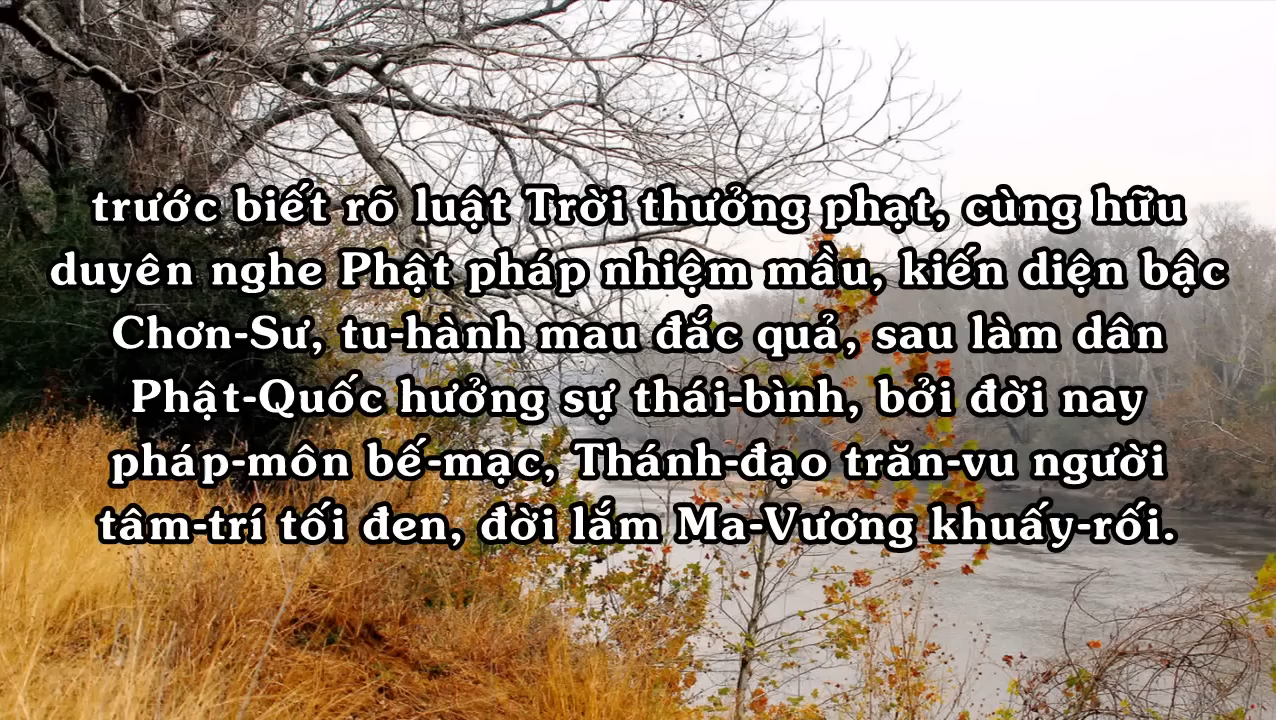 trước biết rõ luật Trời thưởng phạt, cùng hữu
duyên nghe Phật pháp nhiệm mầu, kiến diện bậc
Chơn-Sư, tu-hành mau đắc quả, sau làm dân
Phật-Quốc hưởng sự thái-bình, bởi đời nay
pháp-môn bế-mạc, Thánh-đạo trăn-vu người
tâm-trí tối đen, đời lắm Ma-Vương khuấy-rối.